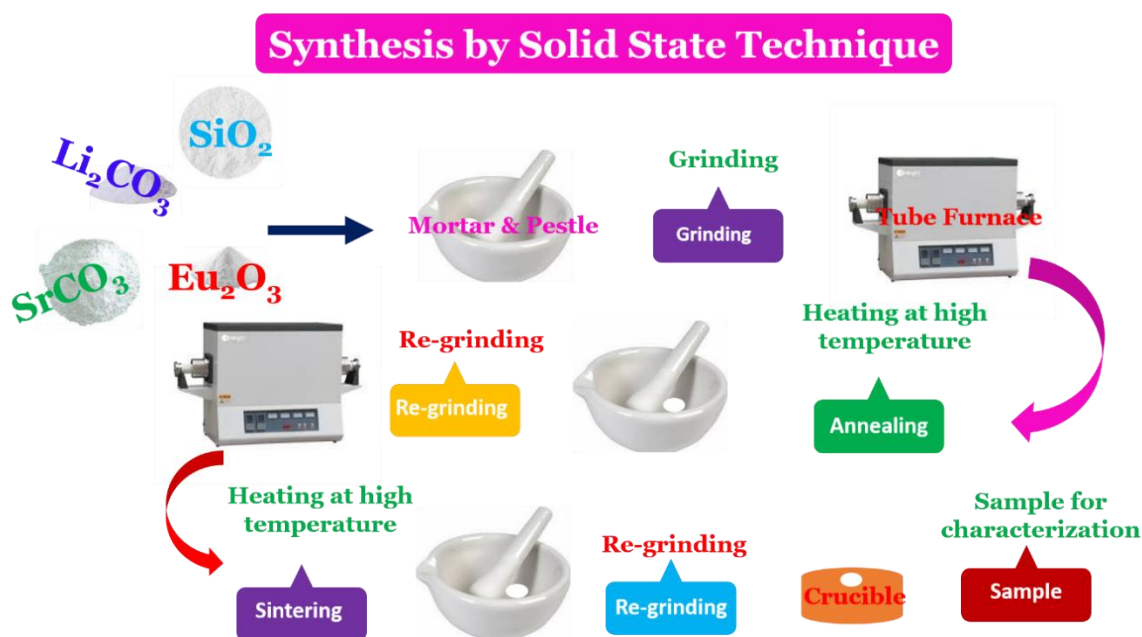 Synthesis by Solid State Technique
SiO₂
Li₂CO₃
SrCO₃
Eu₂O₃
Mortar & Pestle
Grinding
Grinding
Tube Furnace
Heating at high
temperature
Annealing
Re-grinding
Re-grinding
Heating at high
temperature
Sintering
Re-grinding
Re-grinding
Crucible
Sample for
characterization
Sample